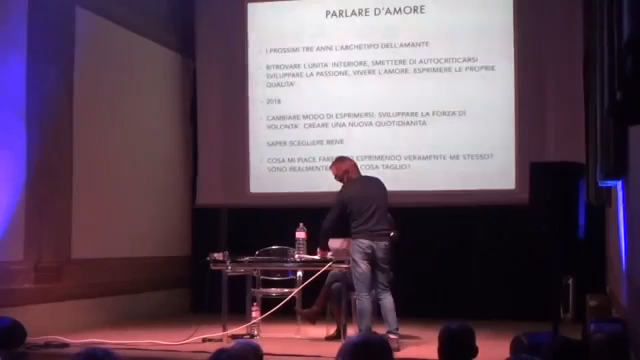 PARLARE D'AMORE
- I PROSSIMI TRE ANNI L'ARCHETIPO DELL'AMANTE
- RITROVARE L'UNITA' INTERIORE, SMETTERE DI AUTOCRITICARSI
SVILUPPARE LA PASSIONE, VIVERE L'AMORE. ESPRIMERE LE PROPRIE
QUALITA'
- 2018
- CAMBIARE MODO DI ESPRIMERSI; SVILUPPARE LA FORZA DI
VOLONTA'. CREARE UNA NUOVA QUOTIDIANITA'
SAPER SCEGLIERE BENE
- COSA MI PIACE FARE? ESPRIMENDO VERAMENTE ME STESSO?
SONO REALMENTE COSA TAGLIO?